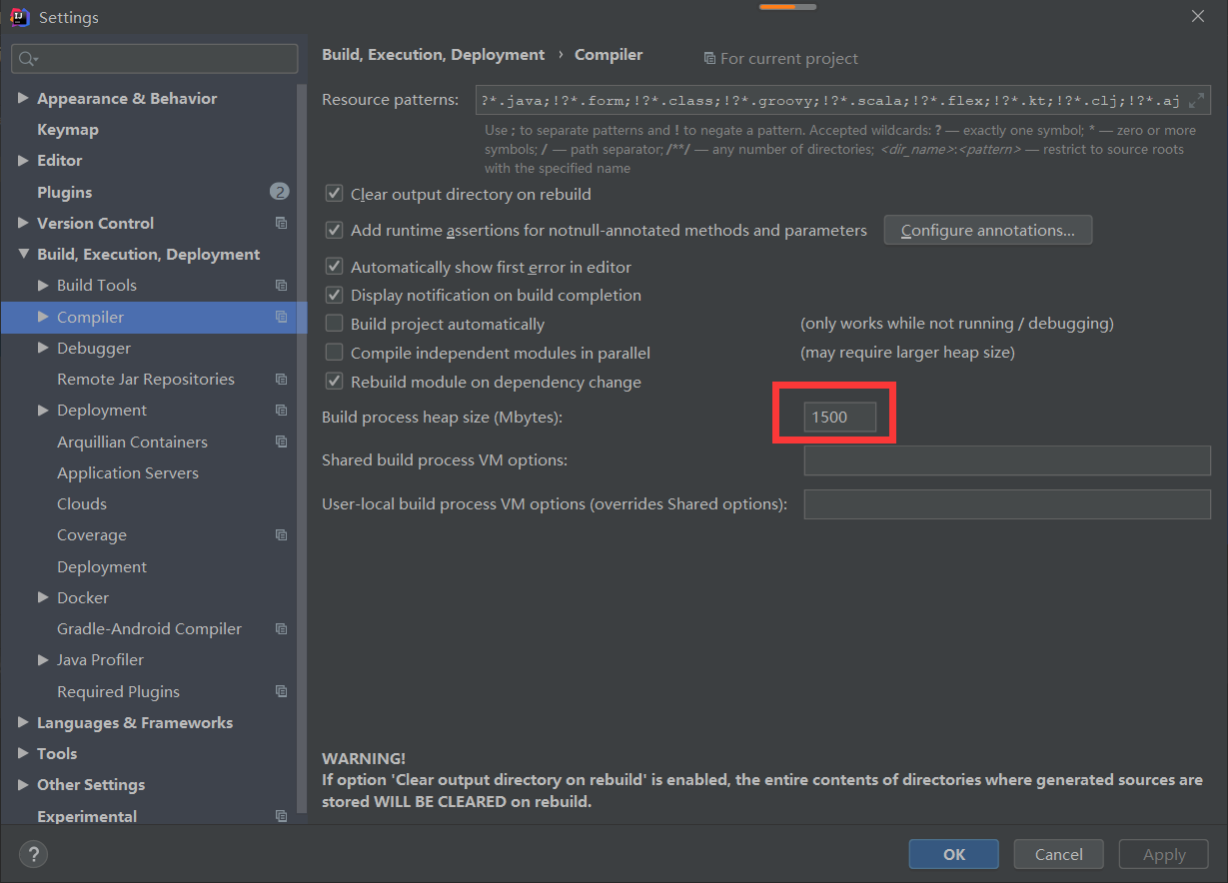 Settings
Build, Execution, Deployment › Compiler
For current project
Appearance & Behavior
Keymap
Editor
Plugins
2
Version Control
Build, Execution, Deployment
Build Tools
Compiler
Debugger
Remote Jar Repositories
Deployment
Arquillian Containers
Application Servers
Clouds
Coverage
Deployment
Docker
Gradle-Android Compiler
Java Profiler
Required Plugins
Languages & Frameworks
Tools
Other Settings
Experimental
Resource patterns: ?*.java;!?*.form;!?*.class;!?*.groovy;!?*.scala;!?*.flex;!?*.kt;!?*.clj;!?*.aj
Use ; to separate patterns and ! to negate a pattern. Accepted wildcards: ? — exactly one symbol; * — zero or more
symbols; / — path separator; /**/ — any number of directories; <dir_name>:<pattern> — restrict to source roots
with the specified name
Clear output directory on rebuild
Add runtime assertions for notnull-annotated methods and parameters
Configure annotations...
Automatically show first error in editor
Display notification on build completion
Build project automatically
(only works while not running / debugging)
Compile independent modules in parallel
(may require larger heap size)
Rebuild module on dependency change
Build process heap size (Mbytes):
1500
Shared build process VM options:
User-local build process VM options (overrides Shared options):
WARNING!
If option 'Clear output directory on rebuild' is enabled, the entire contents of directories where generated sources are
stored WILL BE CLEARED on rebuild.
?
OK
Cancel
Apply